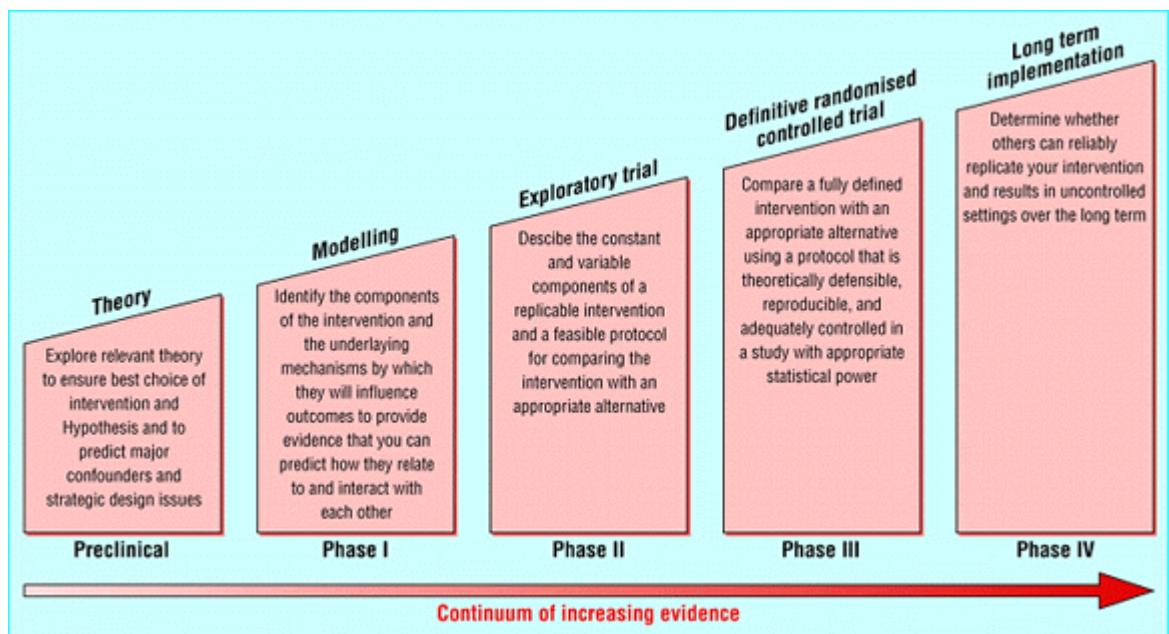 Theory
Explore relevant theory
to ensure best choice of
intervention and
Hypothesis and to
predict major
confounders and
strategic design issues
Preclinical
Modelling
Identify the components
of the intervention and
the underlaying
mechanisms by which
they will influence
outcomes to provide
evidence that you can
predict how they relate
to and interact with
each other
Phase I
Exploratory trial
Descibe the constant
and variable
components of a
replicable intervention
and a feasible protocol
for comparing the
intervention with an
appropriate alternative
Phase II
Definitive randomised
controlled trial
Compare a fully defined
intervention with an
appropriate alternative
using a protocol that is
theoretically defensible,
reproducible, and
adequately controlled in
a study with appropriate
statistical power
Phase III
Long term
implementation
Determine whether
others can reliably
replicate your intervention
and results in uncontrolled
settings over the long term
Phase IV
Continuum of increasing evidence